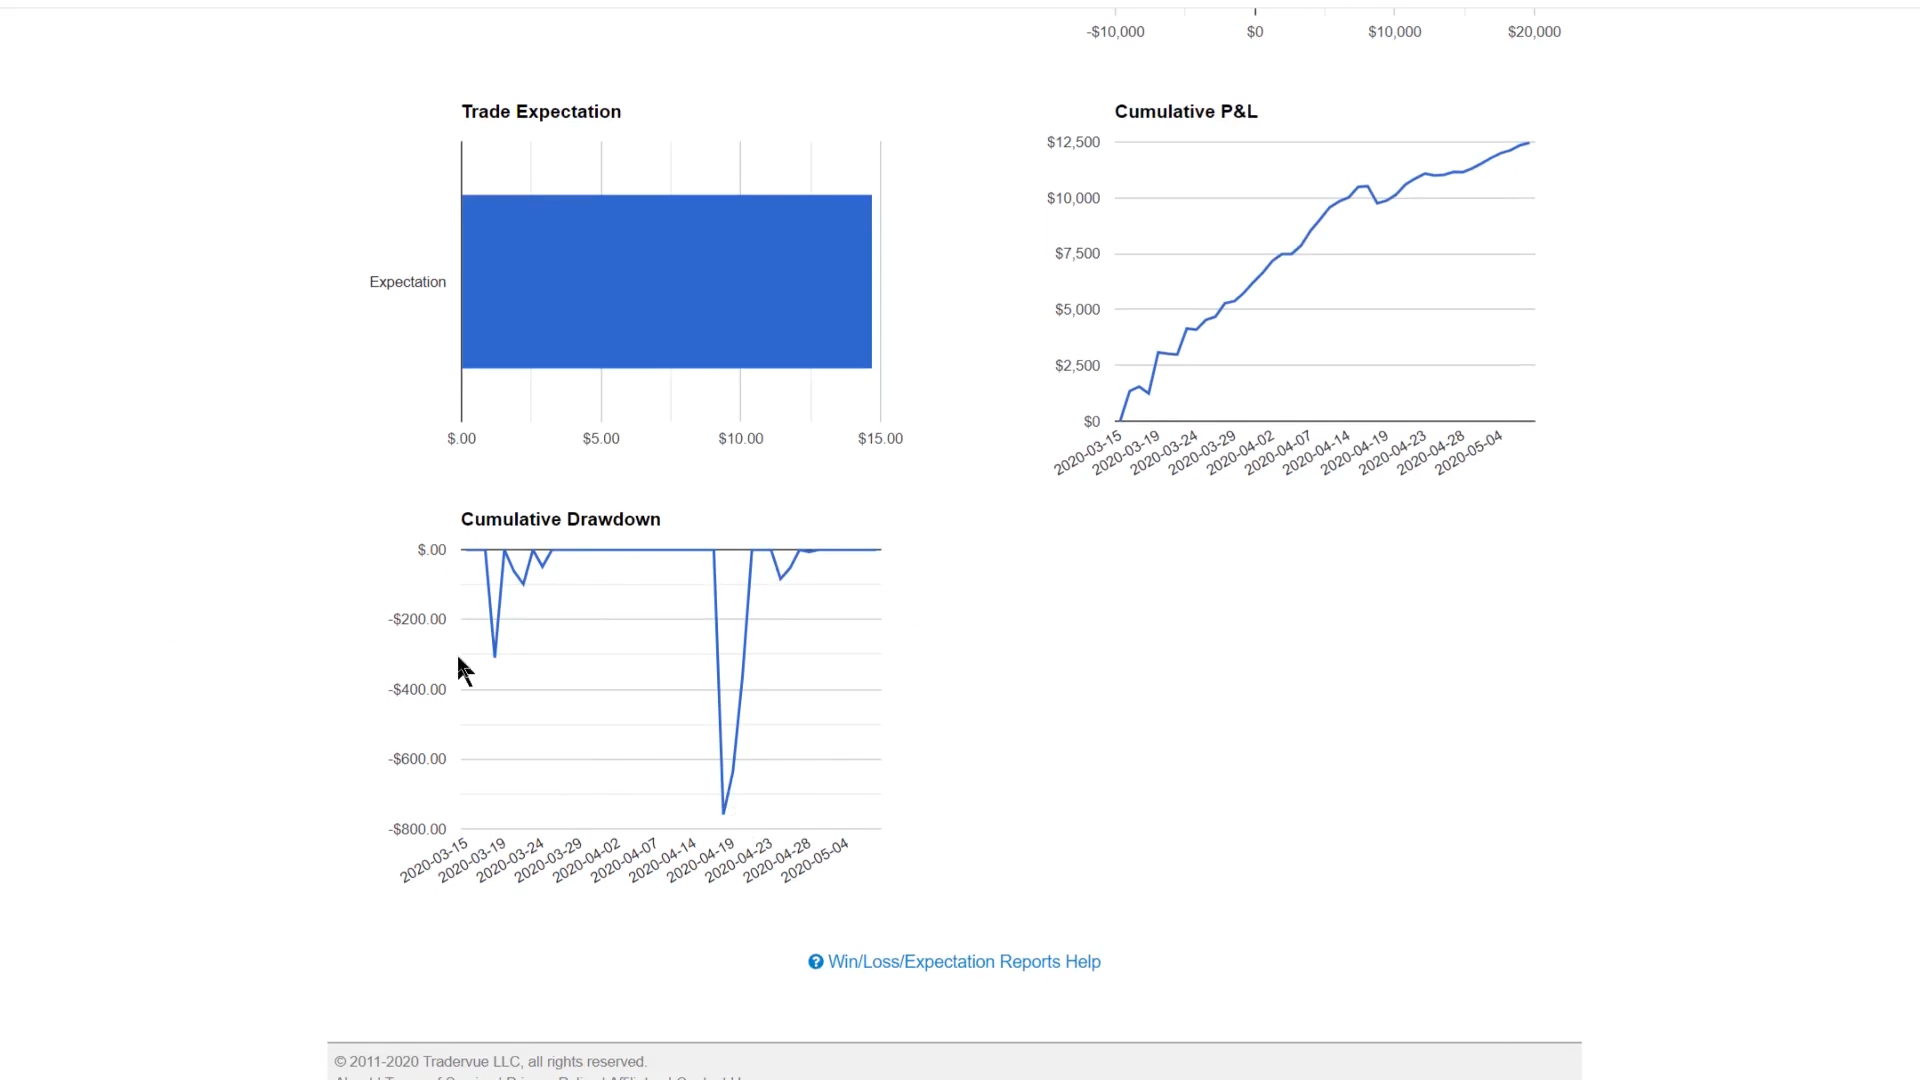 -$10,000 $0 $10,000 $20,000
Trade Expectation
Expectation
$.00 $5.00 $10.00 $15.00
Cumulative P&L
$12,500
$10,000
$7,500
$5,000
$2,500
$0
2020-03-15 2020-03-19 2020-03-24 2020-03-29 2020-04-02 2020-04-07 2020-04-14 2020-04-19 2020-04-23 2020-04-28 2020-05-04
Cumulative Drawdown
$.00
-$200.00
-$400.00
-$600.00
-$800.00
2020-03-15 2020-03-19 2020-03-24 2020-03-29 2020-04-02 2020-04-07 2020-04-14 2020-04-19 2020-04-23 2020-04-28 2020-05-04
? Win/Loss/Expectation Reports Help
© 2011-2020 Tradervue LLC, all rights reserved.